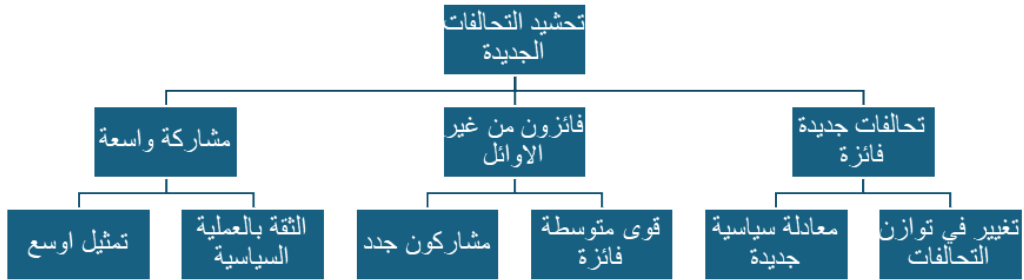 تحشيد التحالفات
الجديدة
تحالفات جديدة
فائزة
فائزون من غير
الاوائل
مشاركة واسعة
تغيير في توازن
التحالفات
معادلة سياسية
جديدة
قوى متوسطة
فائزة
مشاركون جدد
الثقة بالعملية
السياسية
تمثيل اوسع